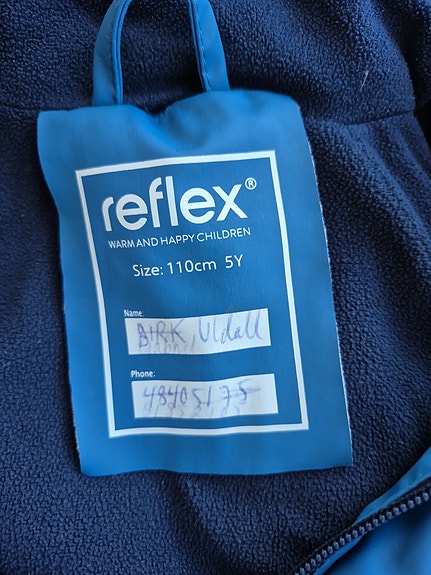 reflex®
WARM AND HAPPY CHILDREN
Size: 110cm 5Y
Name:
BIRK, Uldall
Phone:
48405175